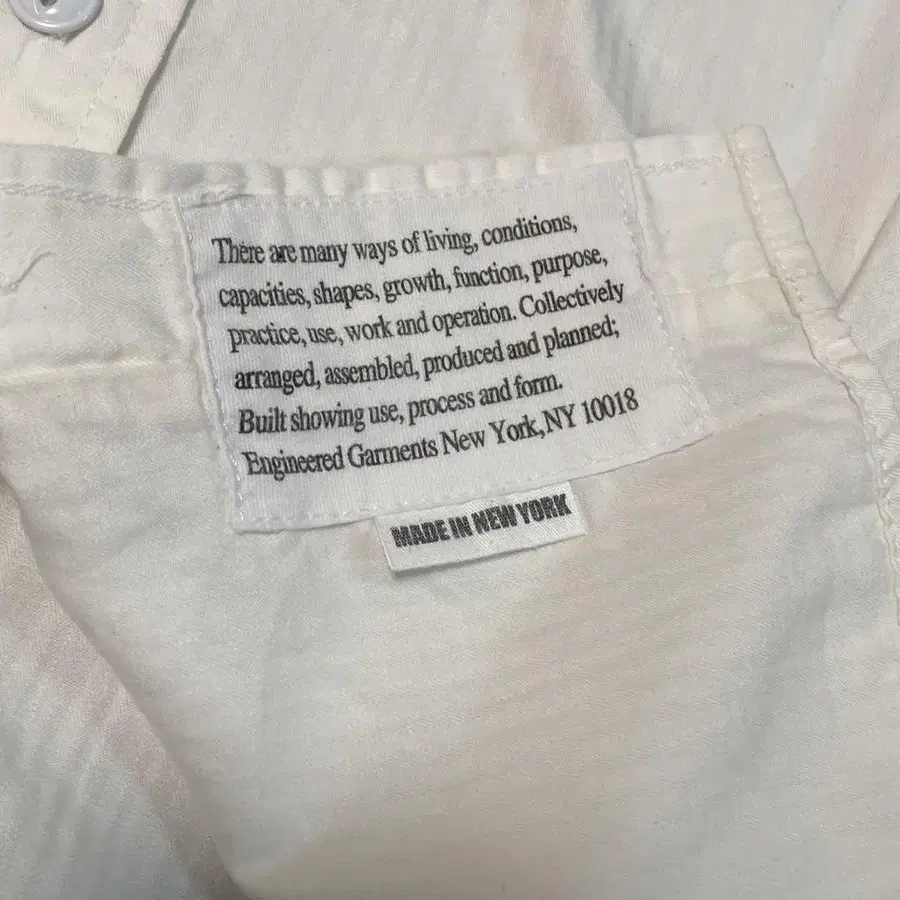 There are many ways of living, conditions,
capacities, shapes, growth, function, purpose,
practice, use, work and operation. Collectively
arranged, assembled, produced and planned;
Built showing use, process and form.
Engineered Garments New York, NY 10018
MADE IN NEW YORK